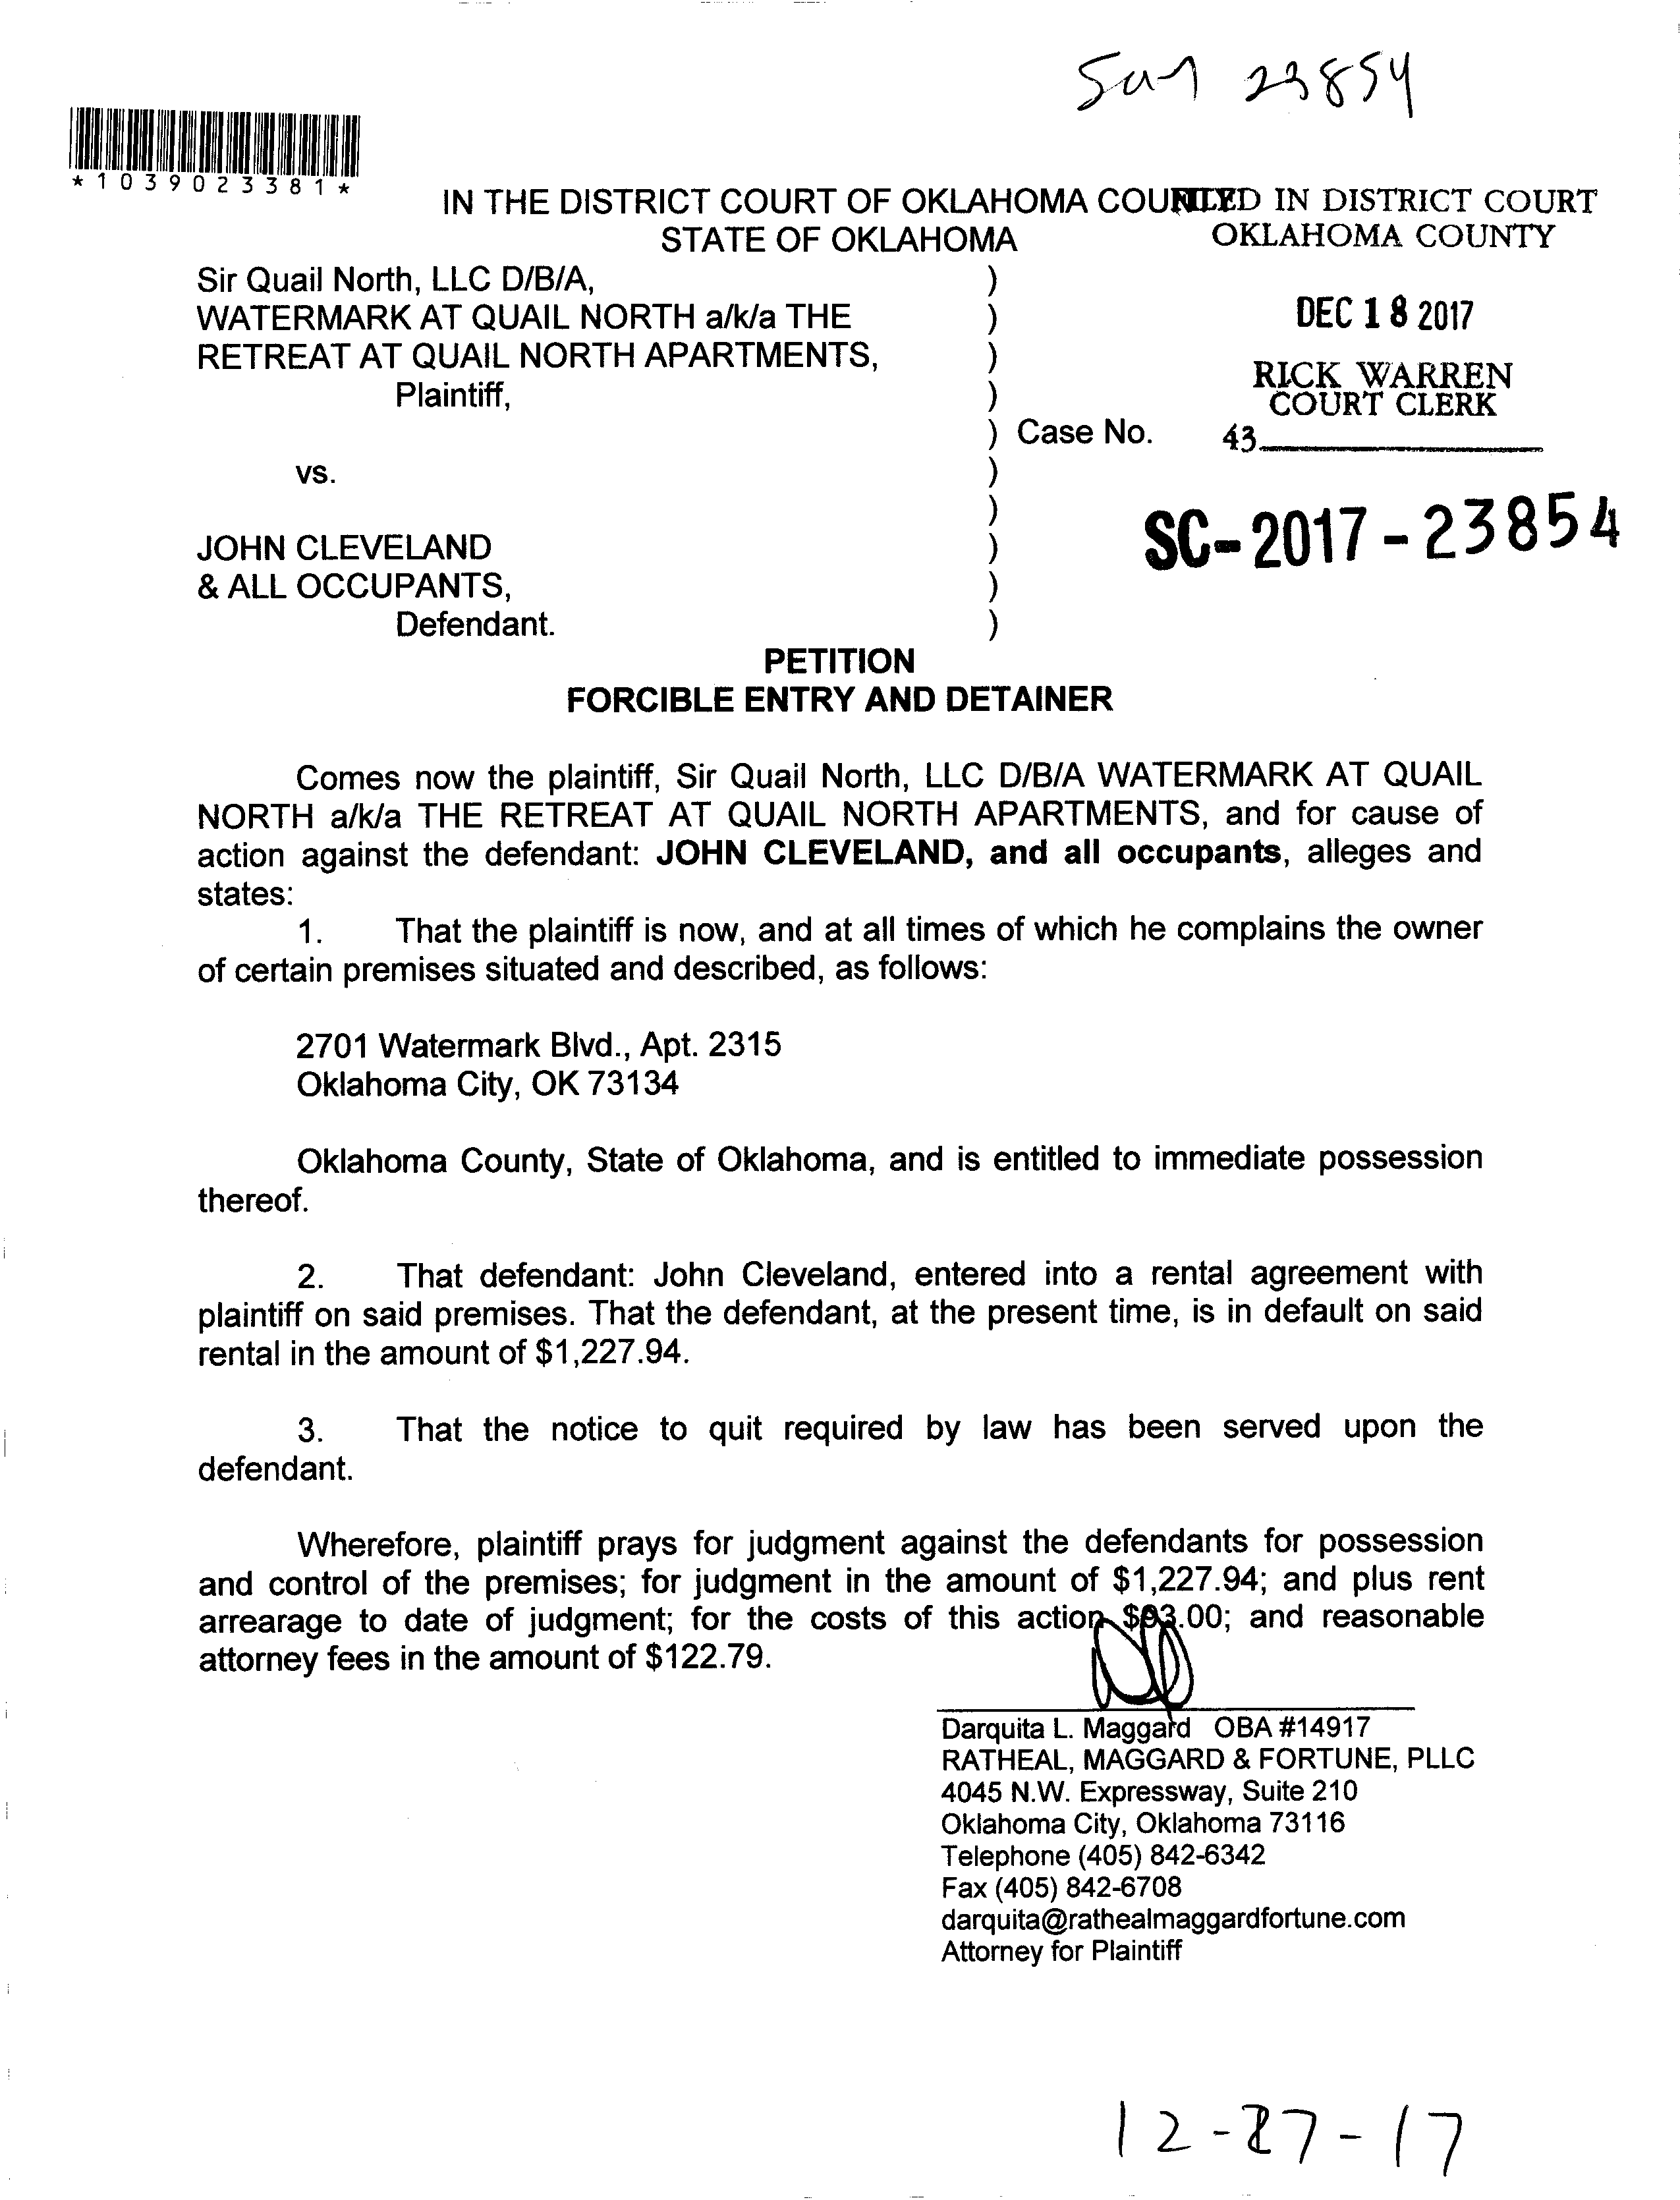 23854
*1039023381*
IN THE DISTRICT COURT OF OKLAHOMA COUNTY
STATE OF OKLAHOMA
FILED IN DISTRICT COURT
OKLAHOMA COUNTY
DEC 18 2017
RICK WARREN
COURT CLERK
43
Sir Quail North, LLC D/B/A, )
WATERMARK AT QUAIL NORTH a/k/a THE )
RETREAT AT QUAIL NORTH APARTMENTS, )
Plaintiff, )
) Case No.
vs. )
)
SC-2017-23854
JOHN CLEVELAND )
& ALL OCCUPANTS, )
Defendant. )
PETITION
FORCIBLE ENTRY AND DETAINER
Comes now the plaintiff, Sir Quail North, LLC D/B/A WATERMARK AT QUAIL
NORTH a/k/a THE RETREAT AT QUAIL NORTH APARTMENTS, and for cause of
action against the defendant: JOHN CLEVELAND, and all occupants, alleges and
states:
1. That the plaintiff is now, and at all times of which he complains the owner
of certain premises situated and described, as follows:
2701 Watermark Blvd., Apt. 2315
Oklahoma City, OK 73134
Oklahoma County, State of Oklahoma, and is entitled to immediate possession
thereof.
2. That defendant: John Cleveland, entered into a rental agreement with
plaintiff on said premises. That the defendant, at the present time, is in default on said
rental in the amount of $1,227.94.
3. That the notice to quit required by law has been served upon the
defendant.
Wherefore, plaintiff prays for judgment against the defendants for possession
and control of the premises; for judgment in the amount of $1,227.94; and plus rent
arrearage to date of judgment; for the costs of this action ; and reasonable
attorney fees in the amount of $122.79.
Darquita L. Maggard OBA #14917
RATHEAL, MAGGARD & FORTUNE, PLLC
4045 N.W. Expressway, Suite 210
Oklahoma City, Oklahoma 73116
Telephone (405) 842-6342
Fax (405) 842-6708
darquita@rathealmaggardfortune.com
Attorney for Plaintiff
12-27-17